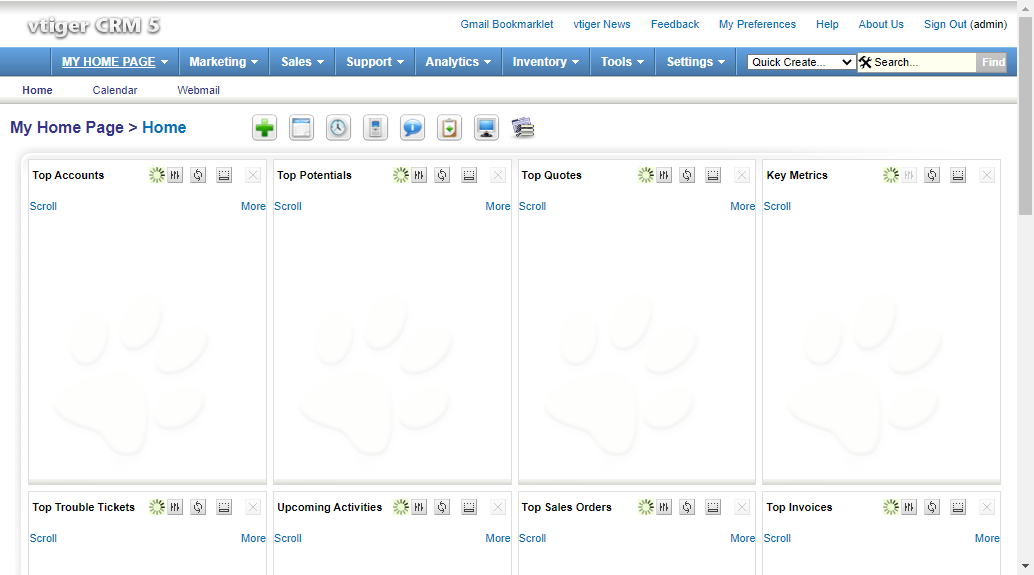 vtiger CRM 5
Gmail Bookmarklet vtiger News Feedback My Preferences Help About Us Sign Out (admin)
MY HOME PAGE Marketing Sales Support Analytics Inventory Tools Settings Quick Create... Search... Find
Home Calendar Webmail
My Home Page > Home
Top Accounts Top Potentials Top Quotes Key Metrics
Scroll More Scroll More Scroll More Scroll
Top Trouble Tickets Upcoming Activities Top Sales Orders Top Invoices
Scroll More Scroll More Scroll More Scroll More